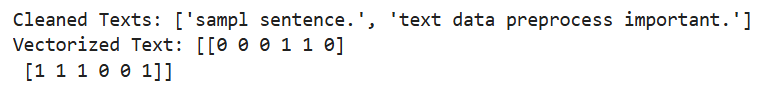 Cleaned Texts: ['sampl sentence.', 'text data preprocess important.']
Vectorized Text: [[0 0 0 1 1 0]
 [1 1 1 0 0 1]]